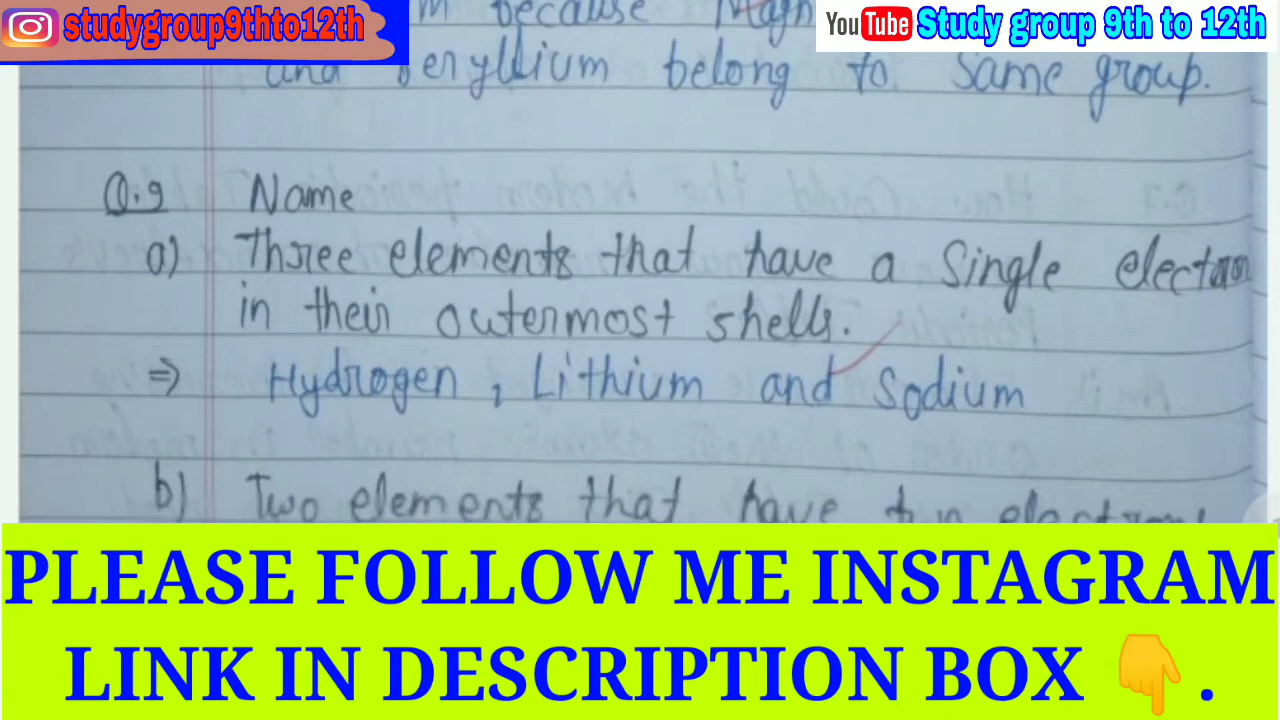 studygroup9thto12th
YouTube Study group 9th to 12th
because
and beryllium belong to same group.
Q.9 Name
a) Three elements that have a Single electron
in their outermost shells.
⇒ Hydrogen, Lithium and Sodium
b) Two elements that have
PLEASE FOLLOW ME INSTAGRAM
LINK IN DESCRIPTION BOX 👇.